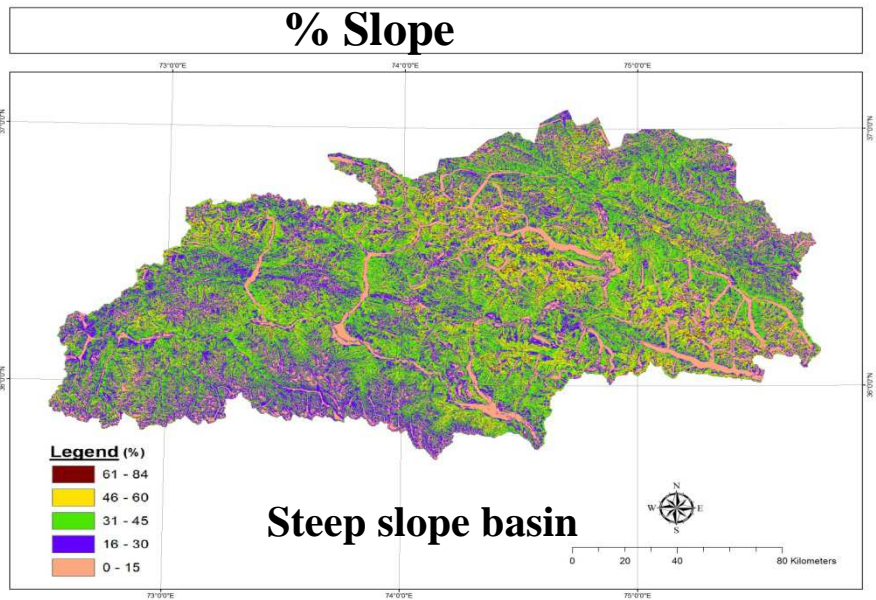 % Slope
73°0'0"E 74°0'0"E 75°0'0"E
37°0'0"N 37°0'0"N
36°0'0"N 36°0'0"N
Legend (%)
61 - 84
46 - 60
31 - 45
16 - 30
0 - 15
Steep slope basin
N
W E
S
0 20 40 80 Kilometers
73°0'0"E 74°0'0"E 75°0'0"E